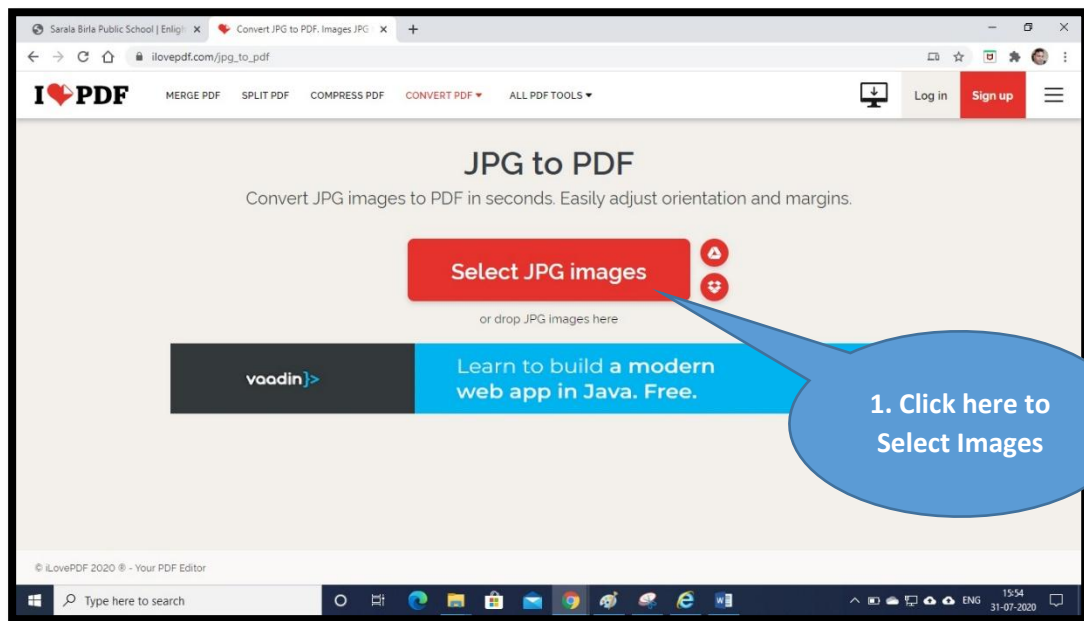 Sarala Birla Public School | Enligh
Convert JPG to PDF. Images JPG
ilovepdf.com/jpg_to_pdf
I PDF
MERGE PDF SPLIT PDF COMPRESS PDF CONVERT PDF ALL PDF TOOLS
Log in
Sign up
JPG to PDF
Convert JPG images to PDF in seconds. Easily adjust orientation and margins.
Select JPG images
or drop JPG images here
vaadin}>
Learn to build a modern
web app in Java. Free.
1. Click here to
Select Images
© iLovePDF 2020 ® - Your PDF Editor
Type here to search
ENG
15:54
31-07-2020